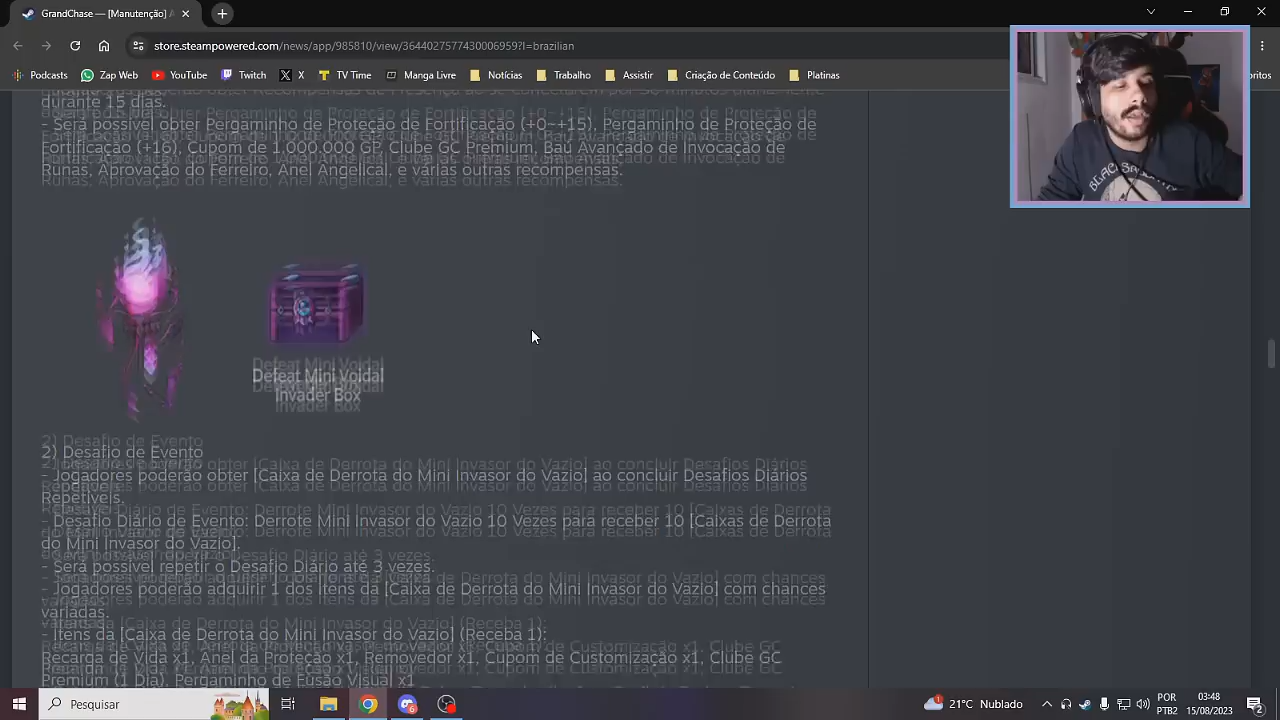 GrandChase — [Manutenção] A
store.steampowered.com/news/app/985810/view/3644027577430006959?l=brazilian
Podcasts
Zap Web
YouTube
Twitch
X
TV Time
Manga Livre
Notícias
Trabalho
Assistir
Criação de Conteúdo
Platinas
oritos
durante 15 dias.
- Será possível obter Pergaminho de Proteção de Fortificação (+0~+15), Pergaminho de Proteção de
Fortificação (+16), Cupom de 1.000.000 GP, Clube GC Premium, Baú Avançado de Invocação de
Runas, Aprovação do Ferreiro, Anel Angelical, e várias outras recompensas.
Defeat Mini Voidal
Invader Box
2) Desafio de Evento
- Jogadores poderão obter [Caixa de Derrota do Mini Invasor do Vazio] ao concluir Desafios Diários
Repetíveis.
- Desafio Diário de Evento: Derrote Mini Invasor do Vazio 10 Vezes para receber 10 [Caixas de Derrota
do Mini Invasor do Vazio].
- Será possível repetir o Desafio Diário até 3 vezes.
- Jogadores poderão adquirir 1 dos itens da [Caixa de Derrota do Mini Invasor do Vazio] com chances
variadas.
- Itens da [Caixa de Derrota do Mini Invasor do Vazio] (Receba 1):
Recarga de Vida x1, Anel da Proteção x1, Removedor x1, Cupom de Customização x1, Clube GC
Premium (1 Dia), Pergaminho de Fusão Visual x1
Pesquisar
1
21°C Nublado
POR
PTB2
03:48
15/08/2023
2